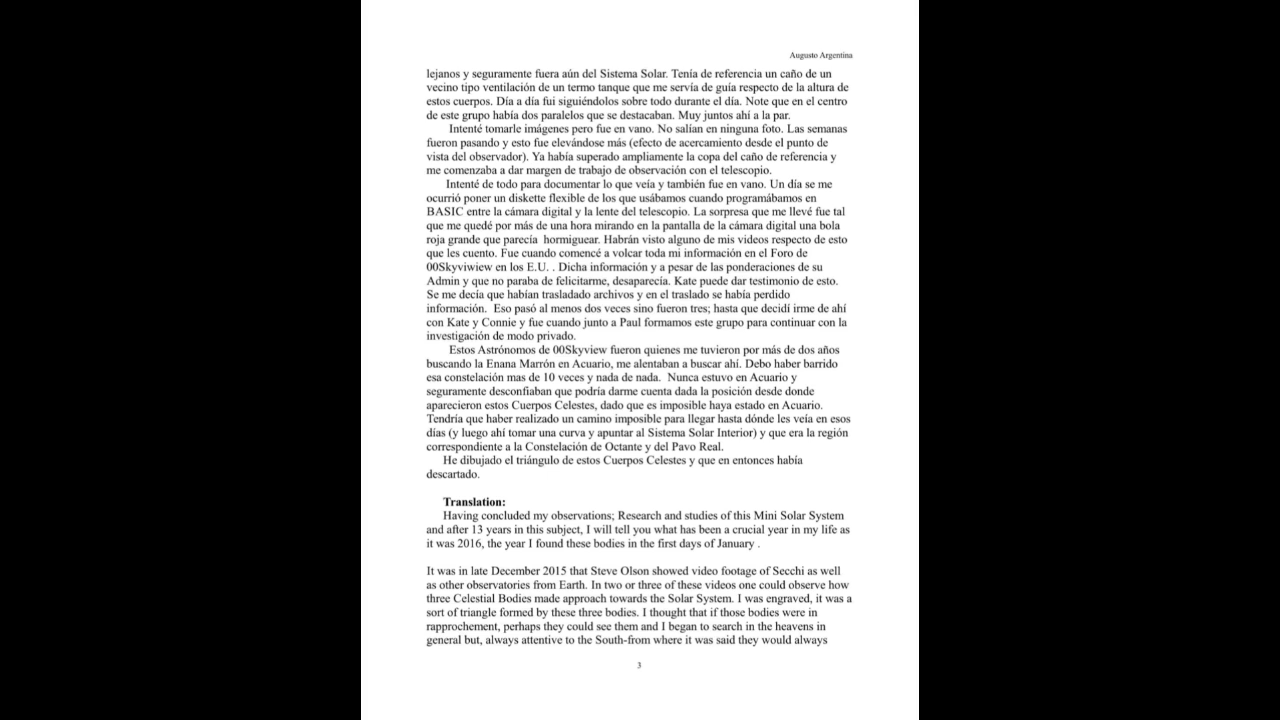 Augusto Argentina
lejanos y seguramente fuera aún del Sistema Solar. Tenía de referencia un caño de un
vecino tipo ventilación de un termo tanque que me servía de guía respecto de la altura de
estos cuerpos. Día a día fui siguiéndolos sobre todo durante el día. Note que en el centro
de este grupo había dos paralelos que se destacaban. Muy juntos ahí a la par.
Intenté tomarle imágenes pero fue en vano. No salían en ninguna foto. Las semanas
fueron pasando y esto fue elevándose más (efecto de acercamiento desde el punto de
vista del observador). Ya había superado ampliamente la copa del caño de referencia y
me comenzaba a dar margen de trabajo de observación con el telescopio.
Intenté de todo para documentar lo que veía y también fue en vano. Un día se me
ocurrió poner un diskette flexible de los que usábamos cuando programábamos en
BASIC entre la cámara digital y la lente del telescopio. La sorpresa que me llevé fue tal
que me quedé por más de una hora mirando en la pantalla de la cámara digital una bola
roja grande que parecía hormiguear. Habrán visto alguno de mis videos respecto de esto
que les cuento. Fue cuando comencé a volcar toda mi información en el Foro de
00Skyviwiew en los E.U. . Dicha información y a pesar de las ponderaciones de su
Admin y que no paraba de felicitarme, desaparecía. Kate puede dar testimonio de esto.
Se me decía que habían trasladado archivos y en el traslado se había perdido
información. Eso pasó al menos dos veces sino fueron tres; hasta que decidí irme de ahí
con Kate y Connie y fue cuando junto a Paul formamos este grupo para continuar con la
investigación de modo privado.
Estos Astrónomos de 00Skyview fueron quienes me tuvieron por más de dos años
buscando la Enana Marrón en Acuario, me alentaban a buscar ahí. Debo haber barrido
esa constelación mas de 10 veces y nada de nada. Nunca estuvo en Acuario y
seguramente desconfiaban que podría darme cuenta dada la posición desde donde
aparecieron estos Cuerpos Celestes, dado que es imposible haya estado en Acuario.
Tendría que haber realizado un camino imposible para llegar hasta dónde les veía en esos
días (y luego ahí tomar una curva y apuntar al Sistema Solar Interior) y que era la región
correspondiente a la Constelación de Octante y del Pavo Real.
He dibujado el triángulo de estos Cuerpos Celestes y que en entonces había
descartado.
Translation:
Having concluded my observations; Research and studies of this Mini Solar System
and after 13 years in this subject, I will tell you what has been a crucial year in my life as
it was 2016, the year I found these bodies in the first days of January .
It was in late December 2015 that Steve Olson showed video footage of Secchi as well
as other observatories from Earth. In two or three of these videos one could observe how
three Celestial Bodies made approach towards the Solar System. I was engraved, it was a
sort of triangle formed by these three bodies. I thought that if those bodies were in
rapprochement, perhaps they could see them and I began to search in the heavens in
general but, always attentive to the South-from where it was said they would always
3